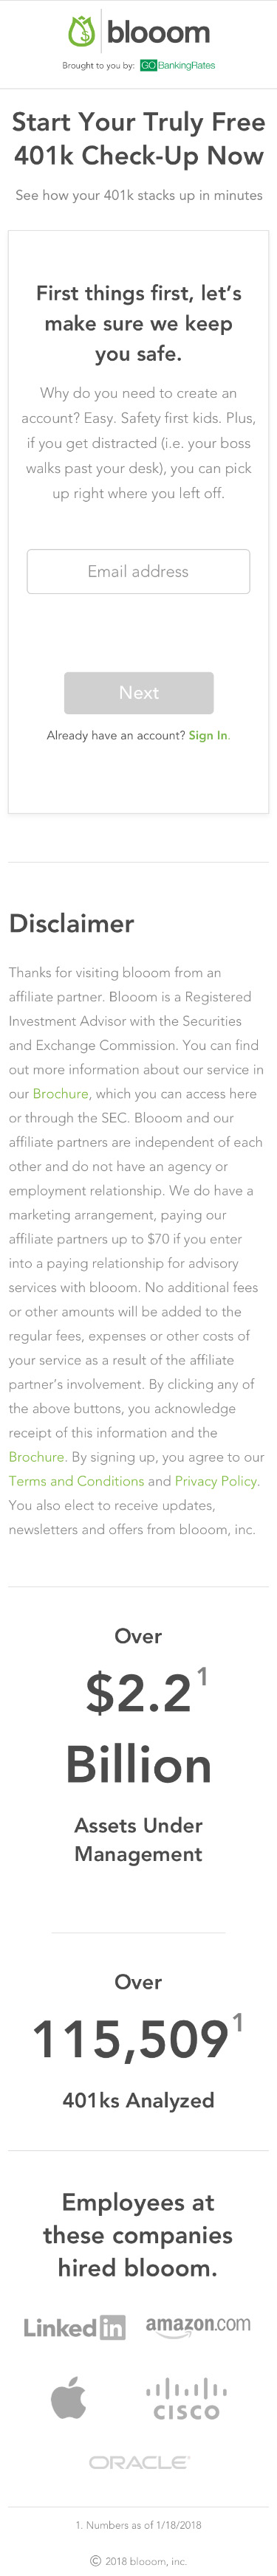 blooom
Brought to you by: GOBankingRates
Start Your Truly Free
401k Check-Up Now
See how your 401k stacks up in minutes
First things first, let's
make sure we keep
you safe.
Why do you need to create an
account? Easy. Safety first kids. Plus,
if you get distracted (i.e. your boss
walks past your desk), you can pick
up right where you left off.
Email address
Next
Already have an account? Sign In.
Disclaimer
Thanks for visiting blooom from an
affiliate partner. Blooom is a Registered
Investment Advisor with the Securities
and Exchange Commission. You can find
out more information about our service in
our Brochure, which you can access here
or through the SEC. Blooom and our
affiliate partners are independent of each
other and do not have an agency or
employment relationship. We do have a
marketing arrangement, paying our
affiliate partners up to $70 if you enter
into a paying relationship for advisory
services with blooom. No additional fees
or other amounts will be added to the
regular fees, expenses or other costs of
your service as a result of the affiliate
partner's involvement. By clicking any of
the above buttons, you acknowledge
receipt of this information and the
Brochure. By signing up, you agree to our
Terms and Conditions and Privacy Policy.
You also elect to receive updates,
newsletters and offers from blooom, inc.
Over
$2.2 1
Billion
Assets Under
Management
Over
115,509 1
401ks Analyzed
Employees at
these companies
hired blooom.
Linked in amazon.com
cisco
ORACLE
1. Numbers as of 1/18/2018
© 2018 blooom, inc.